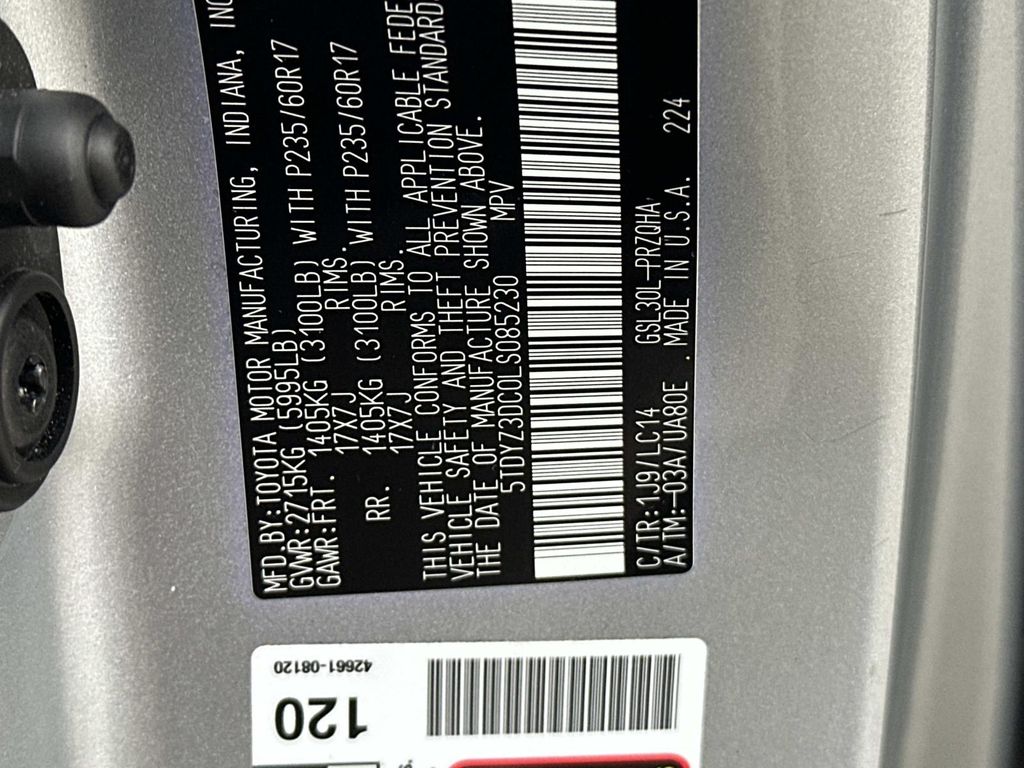 MFD.BY:TOYOTA MOTOR MANUFACTURING, INDIANA, INC
GVWR:2715KG (5995LB)
GAWR:FRT. 1405KG (3100LB) WITH P235/60R17
17X7J RIMS.
RR. 1405KG (3100LB) WITH P235/60R17
17X7J RIMS.
THIS VEHICLE CONFORMS TO ALL APPLICABLE FEDE
VEHICLE SAFETY AND THEFT PREVENTION STANDARD
THE DATE OF MANUFACTURE SHOWN ABOVE.
5TDYZ3DC0LS085230 MPV
C/TR:1J9/LC14 GSL30L-PRZQHA
A/TM:-03A/UA80E . MADE IN U.S.A. 224
42661-08120
120